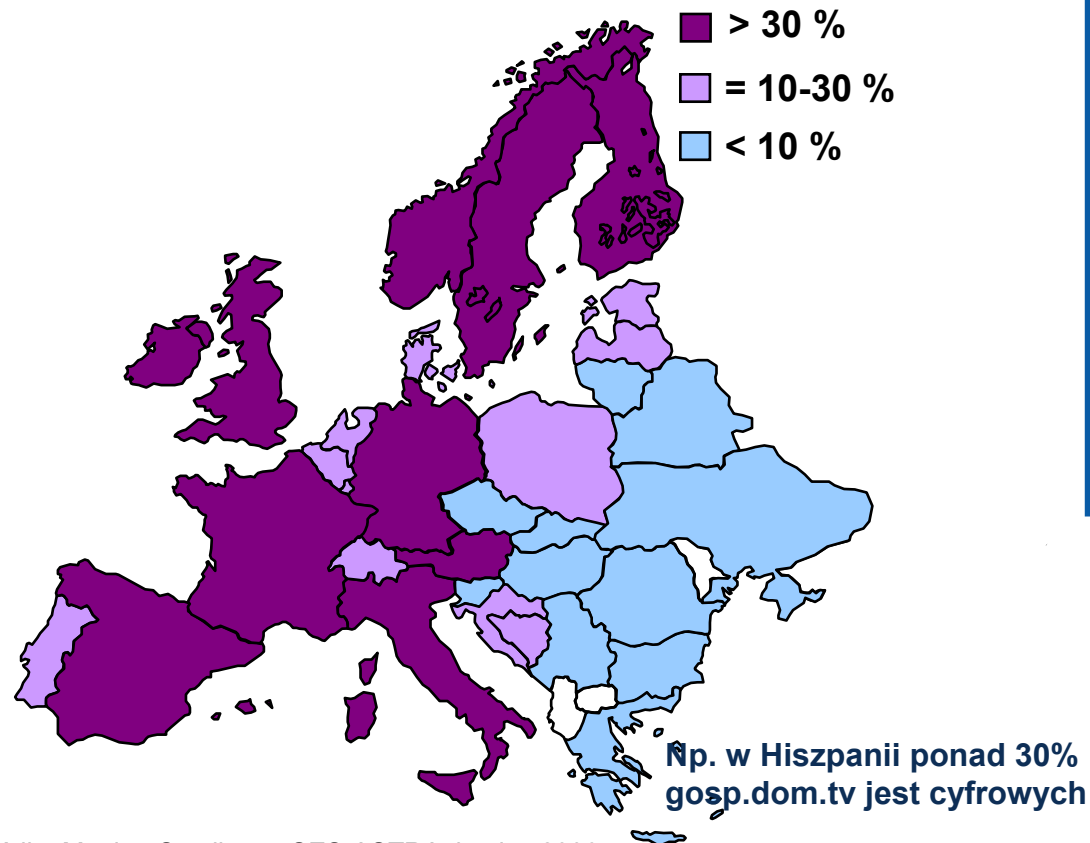 > 30 %
= 10-30 %
< 10 %
Np. w Hiszpanii ponad 30%
gosp.dom.tv jest cyfrowych